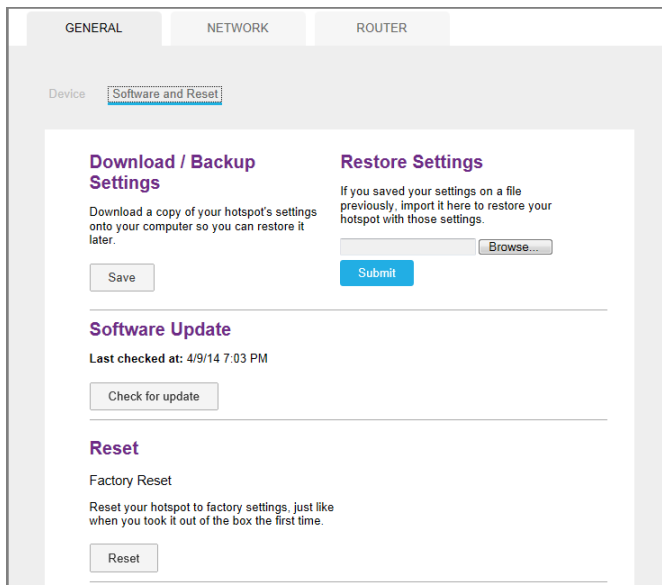 GENERAL NETWORK ROUTER
Device Software and Reset
Download / Backup
Settings
Download a copy of your hotspot's settings
onto your computer so you can restore it
later.
Save
Restore Settings
If you saved your settings on a file
previously, import it here to restore your
hotspot with those settings.
Browse...
Submit
Software Update
Last checked at: 4/9/14 7:03 PM
Check for update
Reset
Factory Reset
Reset your hotspot to factory settings, just like
when you took it out of the box the first time.
Reset